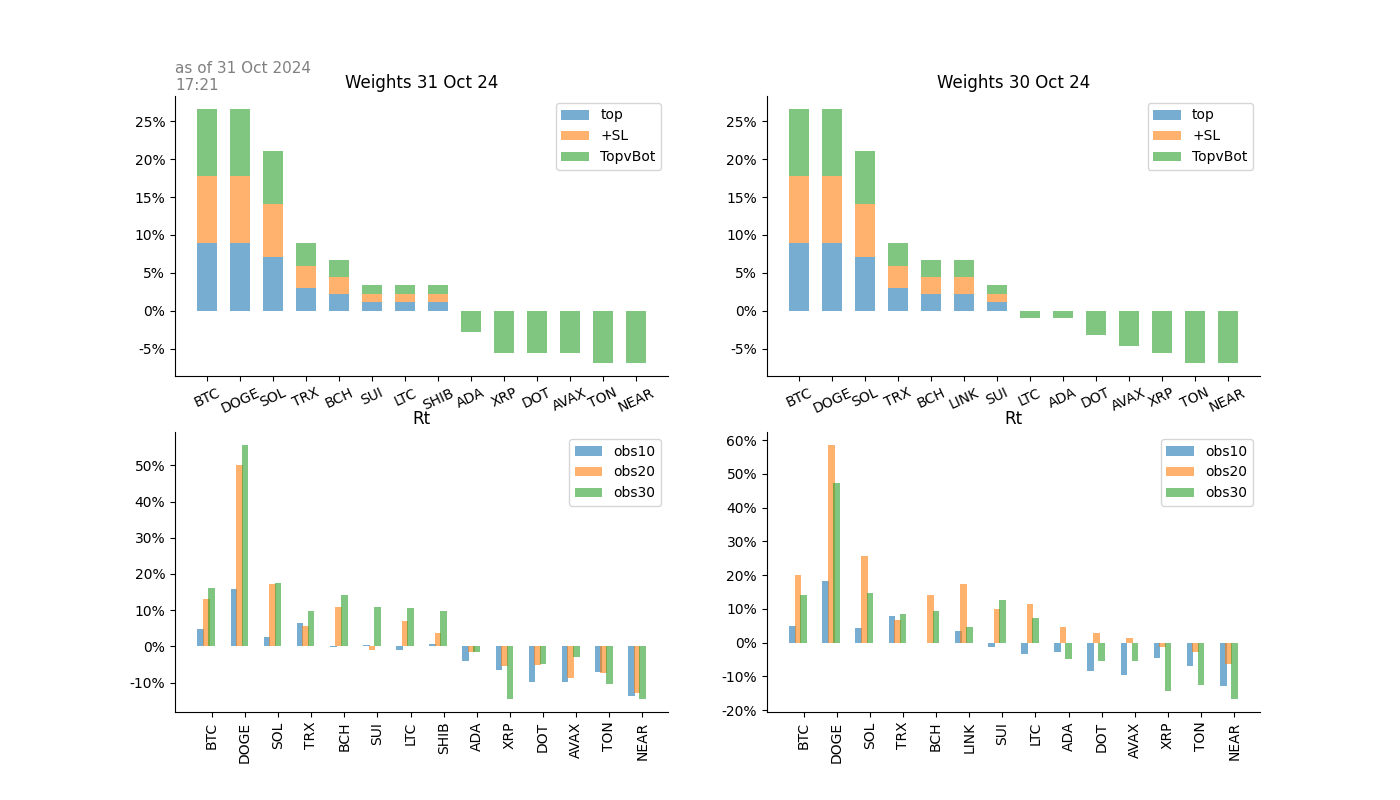 as of 31 Oct 2024
17:21
Weights 31 Oct 24
25%
20%
15%
10%
5%
0%
-5%
top
+SL
TopvBot
BTC DOGE SOL TRX BCH SUI LTC SHIB ADA XRP DOT AVAX TON NEAR
Weights 30 Oct 24
25%
20%
15%
10%
5%
0%
-5%
top
+SL
TopvBot
BTC DOGE SOL TRX BCH LINK SUI LTC ADA DOT AVAX XRP TON NEAR
Rt
50%
40%
30%
20%
10%
0%
-10%
obs10
obs20
obs30
BTC DOGE SOL TRX BCH SUI LTC SHIB ADA XRP DOT AVAX TON NEAR
Rt
60%
50%
40%
30%
20%
10%
0%
-10%
-20%
obs10
obs20
obs30
BTC DOGE SOL TRX BCH LINK SUI LTC ADA DOT AVAX XRP TON NEAR